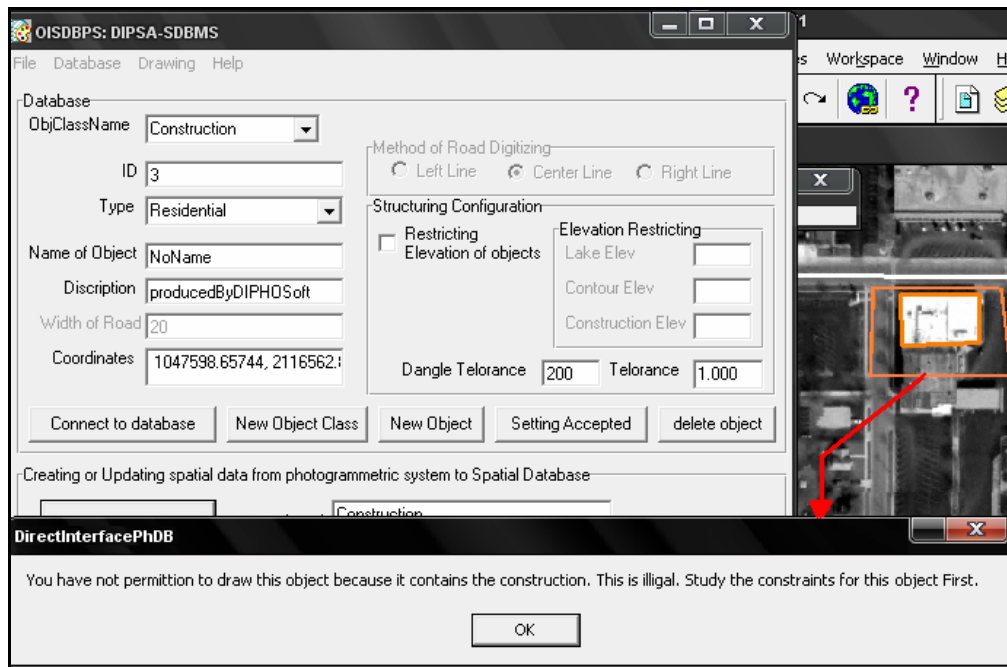 OISDBPS: DIPSA-SDBMS
File Database Drawing Help
Workspace Window H
Database
ObjClassName Construction
ID 3
Type Residential
Name of Object NoName
Discription producedByDIPHOSoft
Width of Road 20
Coordinates 1047598.65744, 2116562.
Method of Road Digitizing
Left Line Center Line Right Line
Structuring Configuration
Restricting
Elevation of objects
Elevation Restricting
Lake Elev
Contour Elev
Construction Elev
Dangle Telorance 200 Telorance 1.000
Connect to database New Object Class New Object Setting Accepted delete object
Creating or Updating spatial data from photogrammetric system to Spatial Database
Construction
DirectInterfacePhDB
You have not permittion to draw this object because it contains the construction. This is illigal. Study the constraints for this object First.
OK